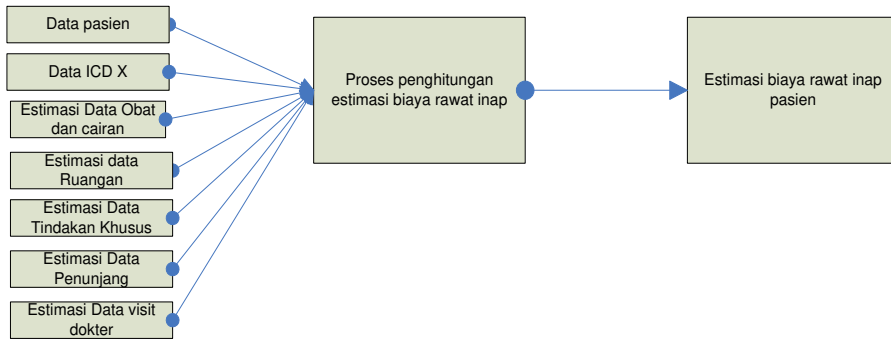 Data pasien
Data ICD X
Estimasi Data Obat
dan cairan
Estimasi data
Ruangan
Estimasi Data
Tindakan Khusus
Estimasi Data
Penunjang
Estimasi Data visit
dokter
Proses penghitungan
estimasi biaya rawat inap
Estimasi biaya rawat inap
pasien